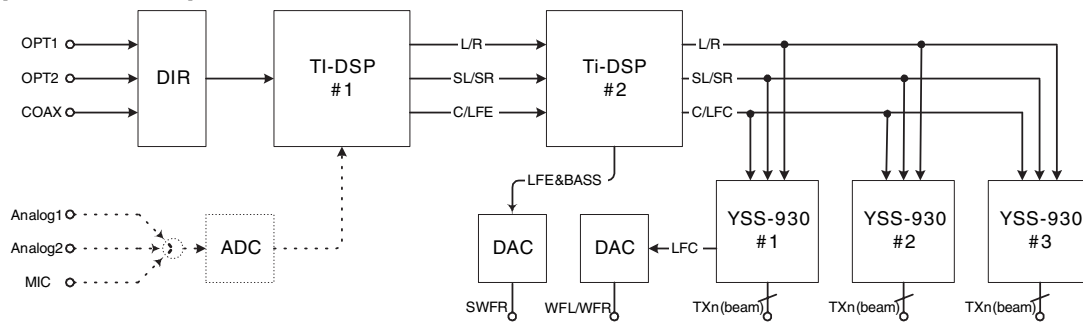 OPT1
OPT2
COAX
DIR
TI-DSP
#1
L/R
SL/SR
C/LFE
Ti-DSP
#2
L/R
SL/SR
C/LFC
LFE&BASS
Analog1
Analog2
MIC
ADC
DAC
DAC
LFC
YSS-930
#1
YSS-930
#2
YSS-930
#3
SWFR
WFL/WFR
TXn(beam)
TXn(beam)
TXn(beam)